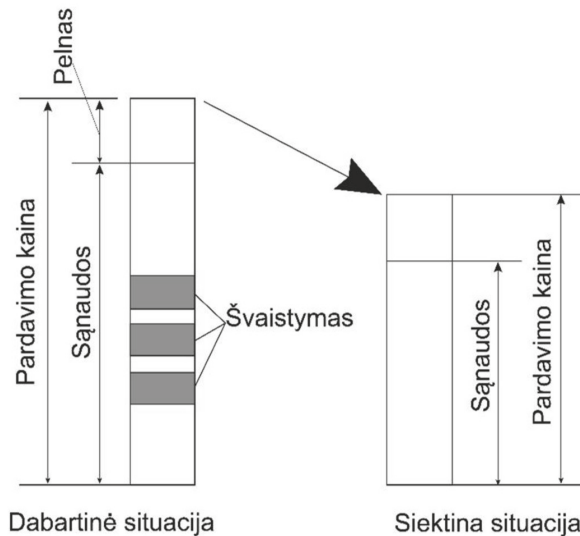 Pelnas
Pardavimo kaina
Sąnaudos
Švaistymas
Sąnaudos
Pardavimo kaina
Dabartinė situacija
Siektina situacija